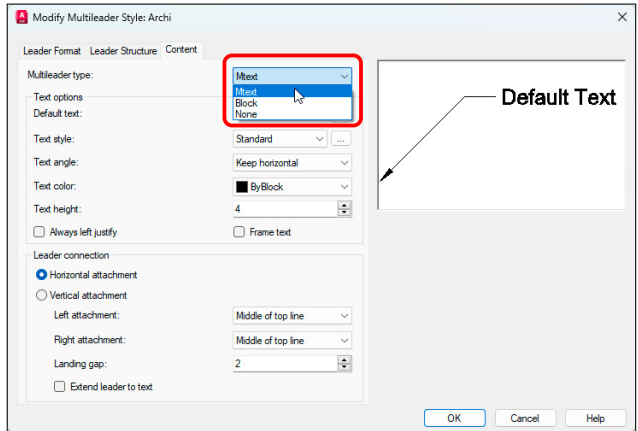 Modify Multileader Style: Archi
Leader Format Leader Structure Content
Multileader type: Mtext
Mtext
Block
None
Text options
Default text:
Text style: Standard ...
Text angle: Keep horizontal
Text color: ByBlock
Text height: 4
Always left justify Frame text
Leader connection
Horizontal attachment
Vertical attachment
Left attachment: Middle of top line
Right attachment: Middle of top line
Landing gap: 2
Extend leader to text
Default Text
OK Cancel Help